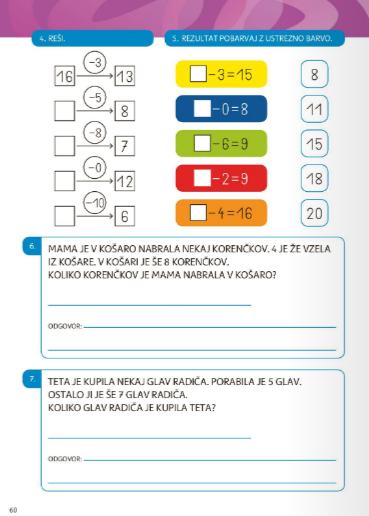 4. REŠI.
5. REZULTAT POBARVAJ Z USTREZNO BARVO.
16 −3 13
−5 8
−8 7
−0 12
−10 6
−3=15
−0=8
−6=9
−2=9
−4=16
8
11
15
18
20
6.
MAMA JE V KOŠARO NABRALA NEKAJ KORENČKOV. 4 JE ŽE VZELA
IZ KOŠARE. V KOŠARI JE ŠE 8 KORENČKOV.
KOLIKO KORENČKOV JE MAMA NABRALA V KOŠARO?
ODGOVOR:
7.
TETA JE KUPILA NEKAJ GLAV RADIČA. PORABILA JE 5 GLAV.
OSTALO JI JE ŠE 7 GLAV RADIČA.
KOLIKO GLAV RADIČA JE KUPILA TETA?
ODGOVOR:
60